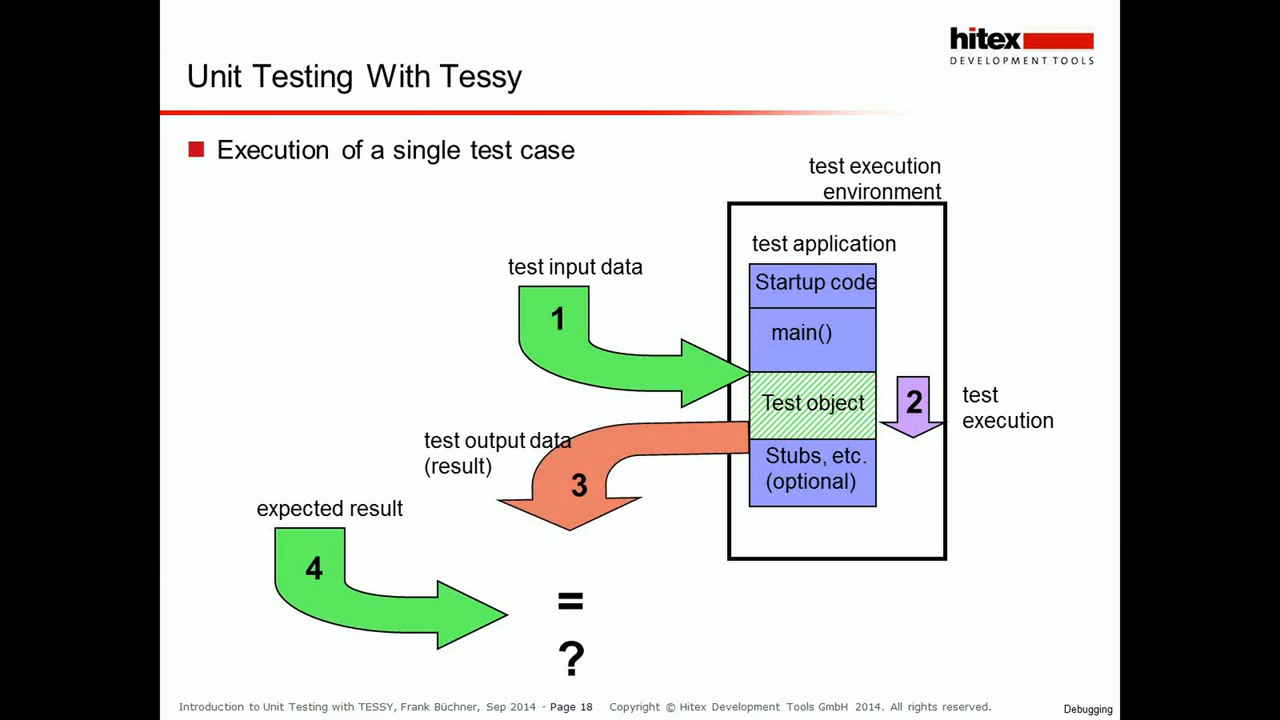 hitex
DEVELOPMENT TOOLS
Unit Testing With Tessy
Execution of a single test case
test execution
environment
test application
test input data
Startup code
1
main()
Test object
2
test
execution
test output data
(result)
Stubs, etc.
(optional)
3
expected result
4
=
?
Introduction to Unit Testing with TESSY, Frank Büchner, Sep 2014 - Page 18 Copyright © Hitex Development Tools GmbH 2014. All rights reserved.
Debugging